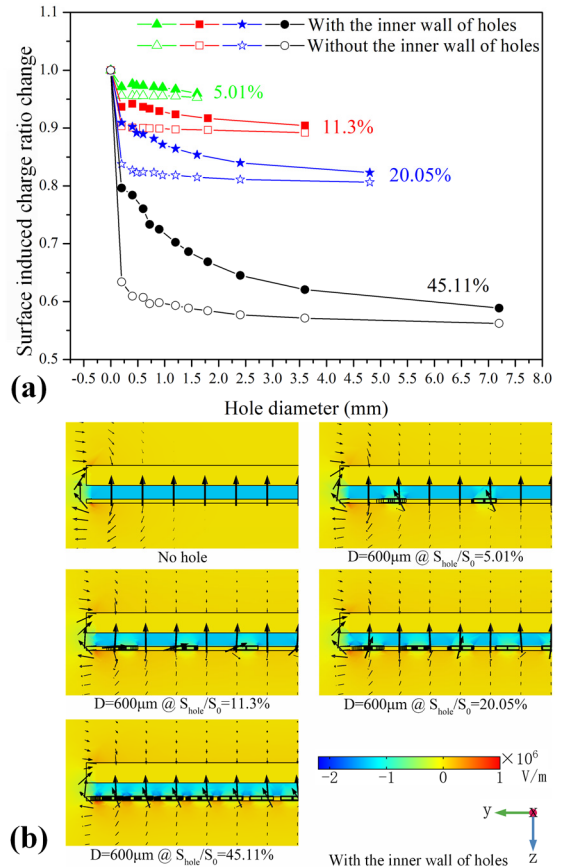 With the inner wall of holes
Without the inner wall of holes
Surface induced charge ratio change
1.1
1.0
0.9
0.8
0.7
0.6
0.5
5.01%
11.3%
20.05%
45.11%
-0.5 0.0 0.5 1.0 1.5 2.0 2.5 3.0 3.5 4.0 4.5 5.0 5.5 6.0 6.5 7.0 7.5 8.0
(a)
Hole diameter (mm)
No hole
D=600μm @ Shole/S0=5.01%
D=600μm @ Shole/S0=11.3%
D=600μm @ Shole/S0=20.05%
D=600μm @ Shole/S0=45.11%
×10⁶
-2 -1 0 1 V/m
y x
z
(b)
With the inner wall of holes